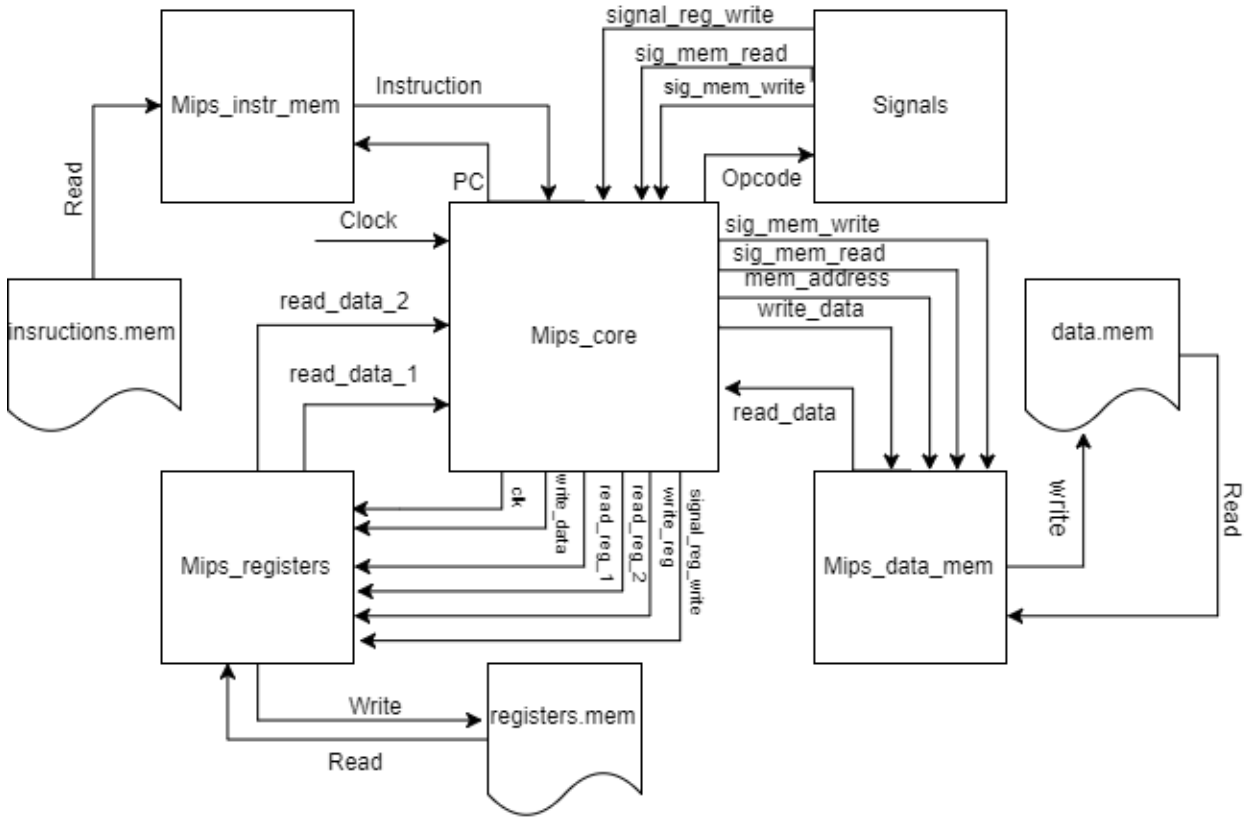 signal_reg_write
sig_mem_read
Instruction
sig_mem_write
Mips_instr_mem
Signals
Read
PC
Opcode
Clock
sig_mem_write
sig_mem_read
mem_address
write_data
read_data_2
insructions.mem
Mips_core
data.mem
read_data_1
read_data
clk
write_data
read_reg_1
read_reg_2
write_reg
signal_reg_write
write
Read
Mips_registers
Mips_data_mem
Write
registers.mem
Read